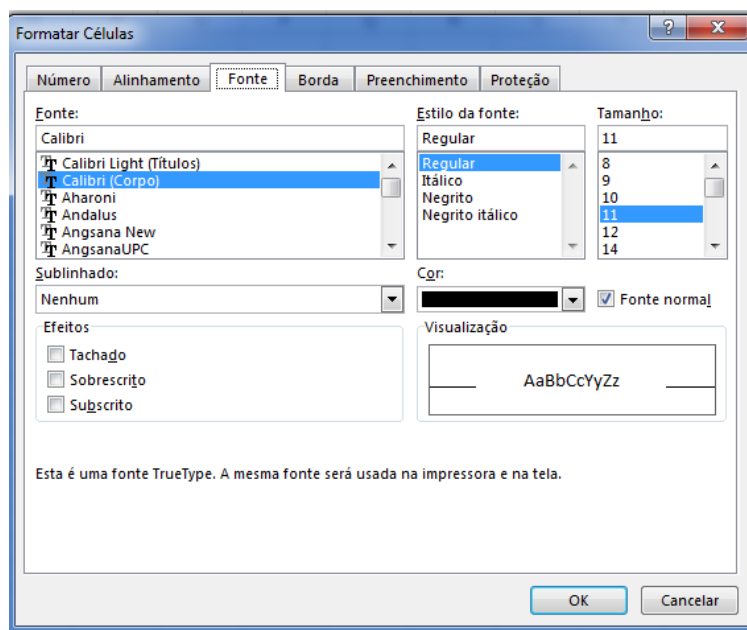 Formatar Células
?
X
Número Alinhamento Fonte Borda Preenchimento Proteção
Fonte: Estilo da fonte: Tamanho:
Calibri Regular 11
Calibri Light (Títulos) Regular 8
Calibri (Corpo) Itálico 9
Aharoni Negrito 10
Andalus Negrito itálico 11
Angsana New 12
AngsanaUPC 14
Sublinhado: Cor:
Nenhum Fonte normal
Efeitos Visualização
Tachado
Sobrescrito AaBbCcYyZz
Subscrito
Esta é uma fonte TrueType. A mesma fonte será usada na impressora e na tela.
OK Cancelar